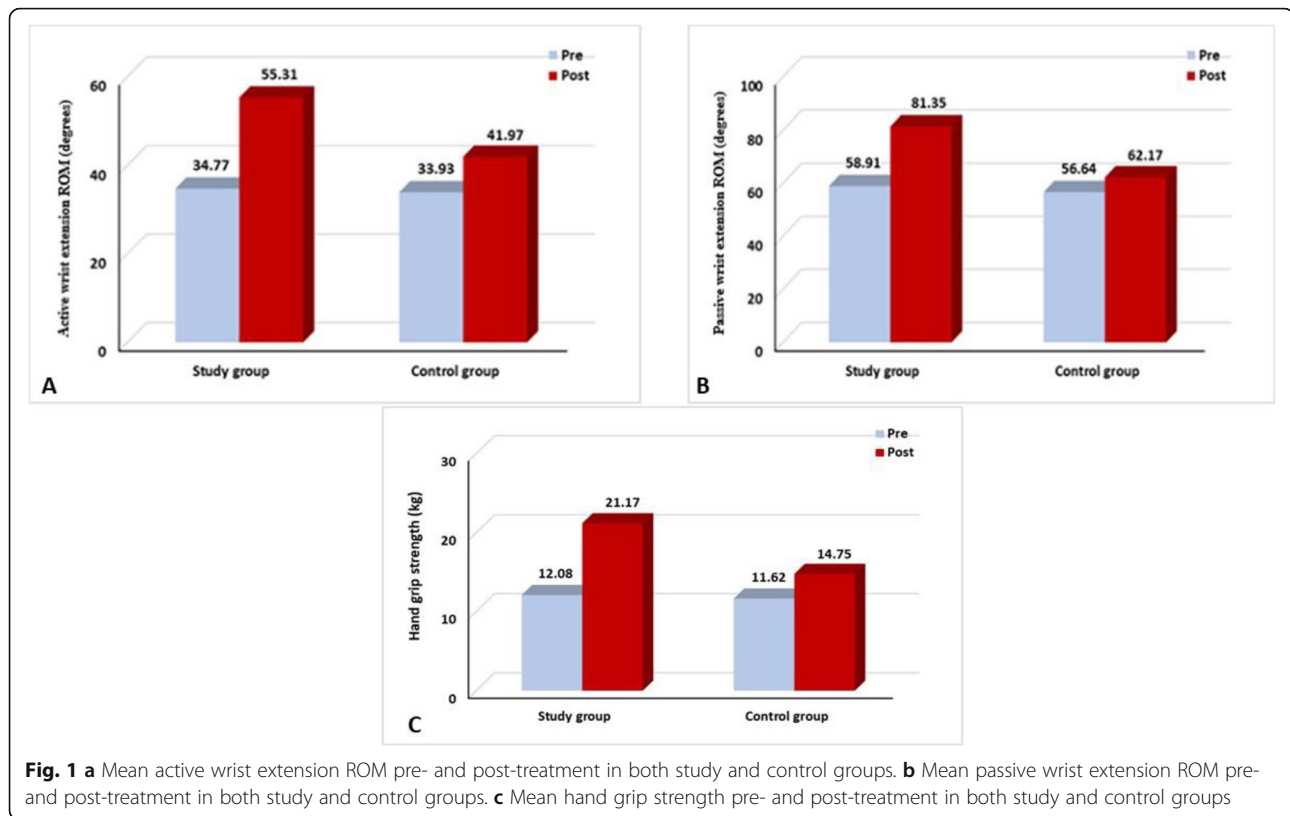 Pre
Post
Active wrist extension ROM (degrees)
60
40
20
0
34.77
55.31
33.93
41.97
Study group
Control group
A
Pre
Post
Passive wrist extension ROM (degrees)
100
80
60
40
20
0
58.91
81.35
56.64
62.17
Study group
Control group
B
Pre
Post
Hand grip strength (kg)
30
20
10
0
12.08
21.17
11.62
14.75
Study group
Control group
C
Fig. 1 a Mean active wrist extension ROM pre- and post-treatment in both study and control groups. b Mean passive wrist extension ROM pre-
and post-treatment in both study and control groups. c Mean hand grip strength pre- and post-treatment in both study and control groups